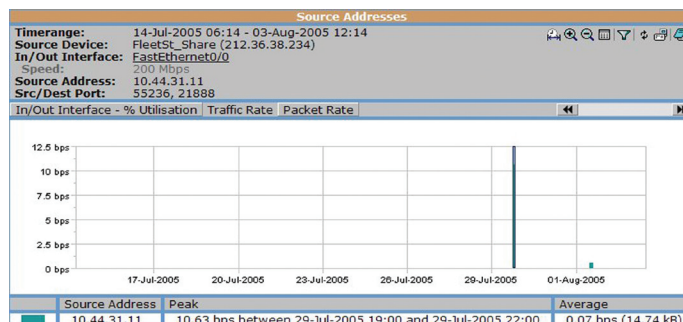 Source Addresses
Timerange: 14-Jul-2005 06:14 - 03-Aug-2005 12:14
Source Device: FleetSt_Share (212.36.38.234)
In/Out Interface: FastEthernet0/0
Speed: 200 Mbps
Source Address: 10.44.31.11
Src/Dest Port: 55236, 21888
In/Out Interface - % Utilisation Traffic Rate Packet Rate
12.5 bps
10 bps
7.5 bps
5 bps
2.5 bps
0 bps
17-Jul-2005 20-Jul-2005 23-Jul-2005 26-Jul-2005 29-Jul-2005 01-Aug-2005
Source Address Peak Average
10.44.31.11 10.63 bps between 29-Jul-2005 19:00 and 29-Jul-2005 22:00 0.07 bps (14.74 kB)